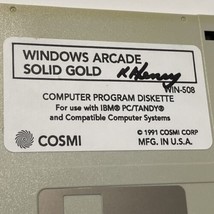 WINDOWS ARCADE
SOLID GOLD K Henry
WIN-508
COMPUTER PROGRAM DISKETTE
For use with IBM® PC/TANDY®
and Compatible Computer Systems
COSMI
© 1991 COSMI CORP
MFG. IN U.S.A.